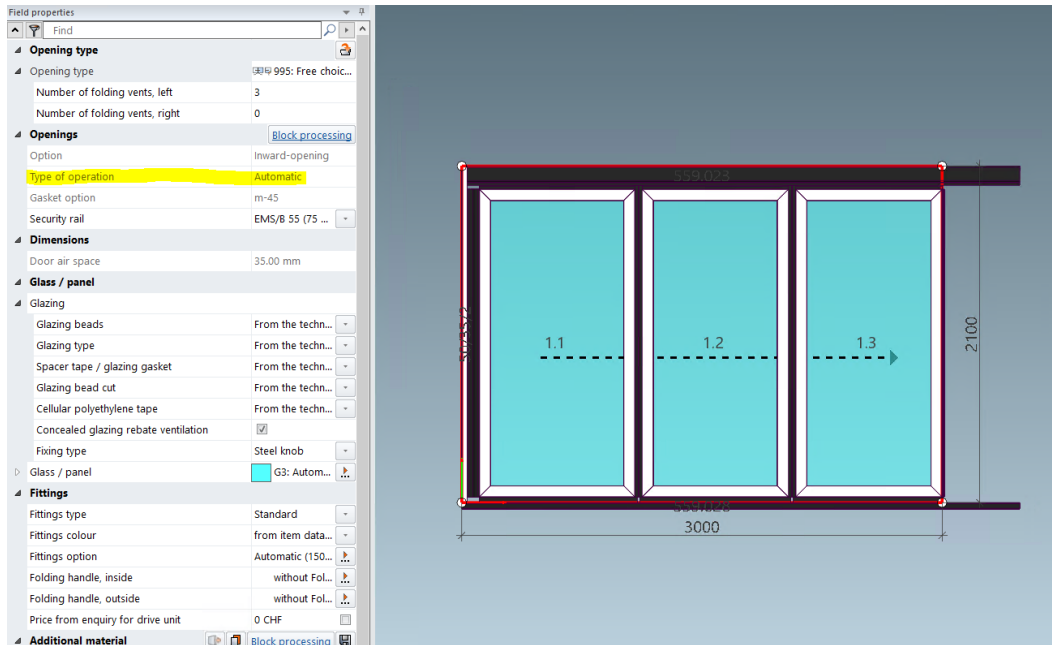 Field properties
Find
Opening type
Opening type 995: Free choic...
Number of folding vents, left 3
Number of folding vents, right 0
Openings Block processing
Option Inward-opening
Type of operation Automatic
Gasket option m-45
Security rail EMS/B 55 (75 ...
Dimensions
Door air space 35.00 mm
Glass / panel
Glazing
Glazing beads From the techn...
Glazing type From the techn...
Spacer tape / glazing gasket From the techn...
Glazing bead cut From the techn...
Cellular polyethylene tape From the techn...
Concealed glazing rebate ventilation
Fixing type Steel knob
Glass / panel G3: Autom...
Fittings
Fittings type Standard
Fittings colour from item data...
Fittings option Automatic (150...
Folding handle, inside without Fol...
Folding handle, outside without Fol...
Price from enquiry for drive unit 0 CHF
Additional material Block processing
559.023
1.1
1.2
1.3
2100
3000